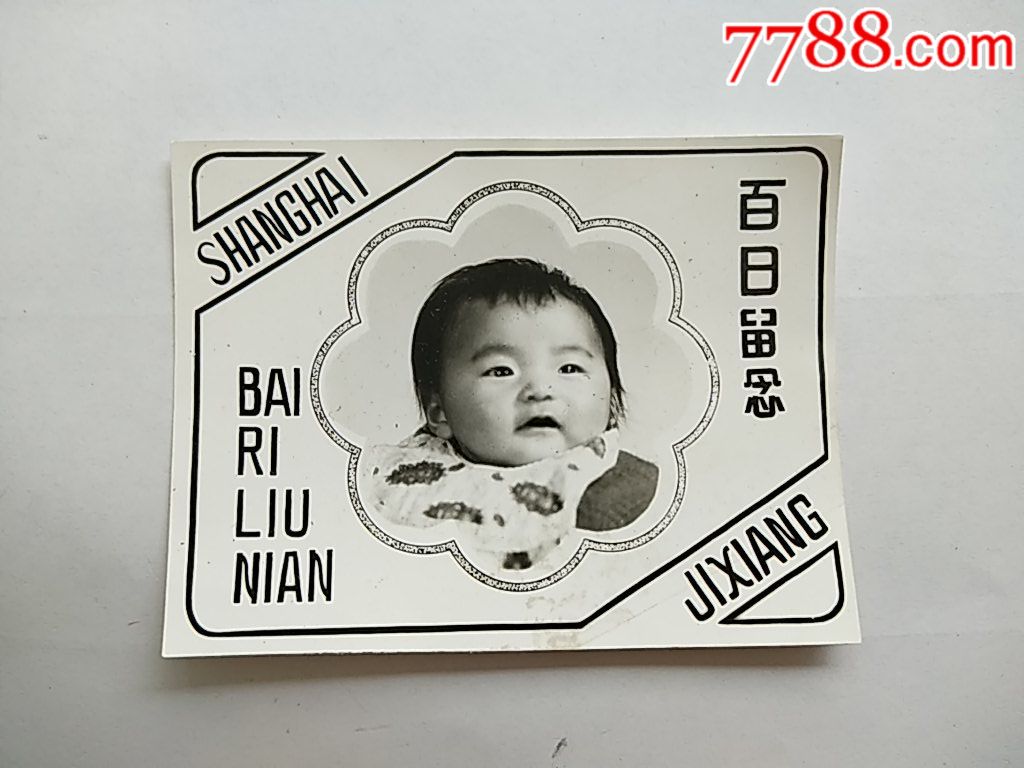 7788.com
SHANGHAI
百日留念
BAI
RI
LIU
NIAN
JIXIANG